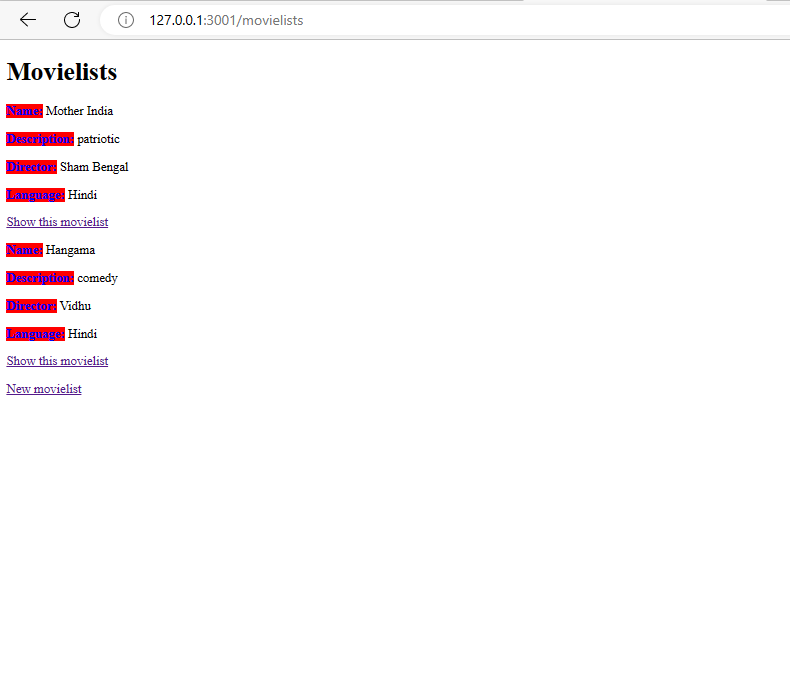 127.0.0.1:3001/movielists
Movielists
Name: Mother India
Description: patriotic
Director: Sham Bengal
Language: Hindi
Show this movielist
Name: Hangama
Description: comedy
Director: Vidhu
Language: Hindi
Show this movielist
New movielist